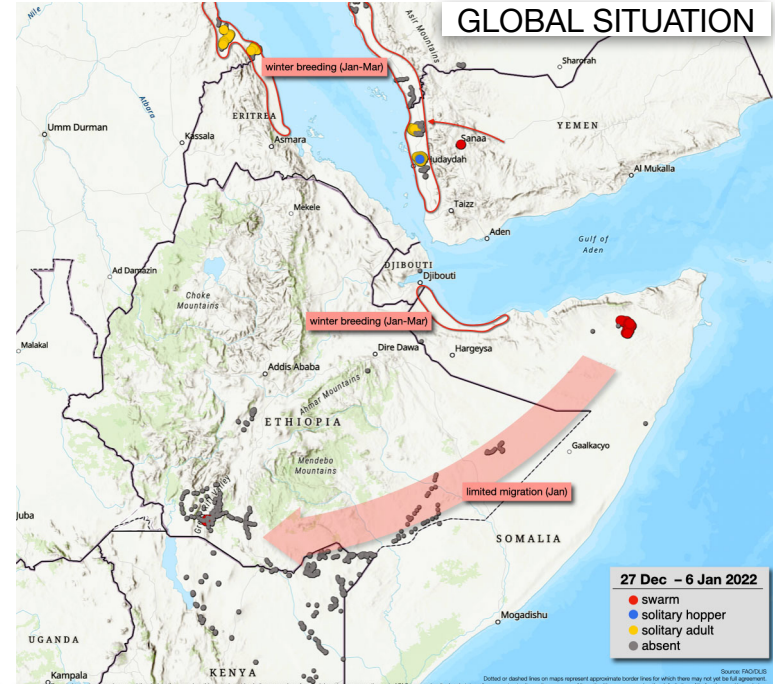 GLOBAL SITUATION
Nile
Asir Mountains
Sharorah
winter breeding (Jan-Mar)
Atbara
ERITREA
YEMEN
Umm Durman
Kassala
Asmara
Sanaa
Hudaydah
Al Mukalla
Mekele
Taizz
Aden
Gulf of
Aden
DJIBOUTI
Djibouti
Ad Damazin
Choke
Mountains
winter breeding (Jan-Mar)
Malakal
Dire Dawa
Hargeysa
Addis Ababa
Ahmar Mountains
ETHIOPIA
Gaalkacyo
Mendebo
Mountains
limited migration (Jan)
Juba
SOMALIA
27 Dec – 6 Jan 2022
swarm
solitary hopper
solitary adult
absent
Mogadishu
UGANDA
KENYA
Kampala
Source: FAO/DLIS
Dotted or dashed lines on maps represent approximate border lines for which there may not yet be full agreement.